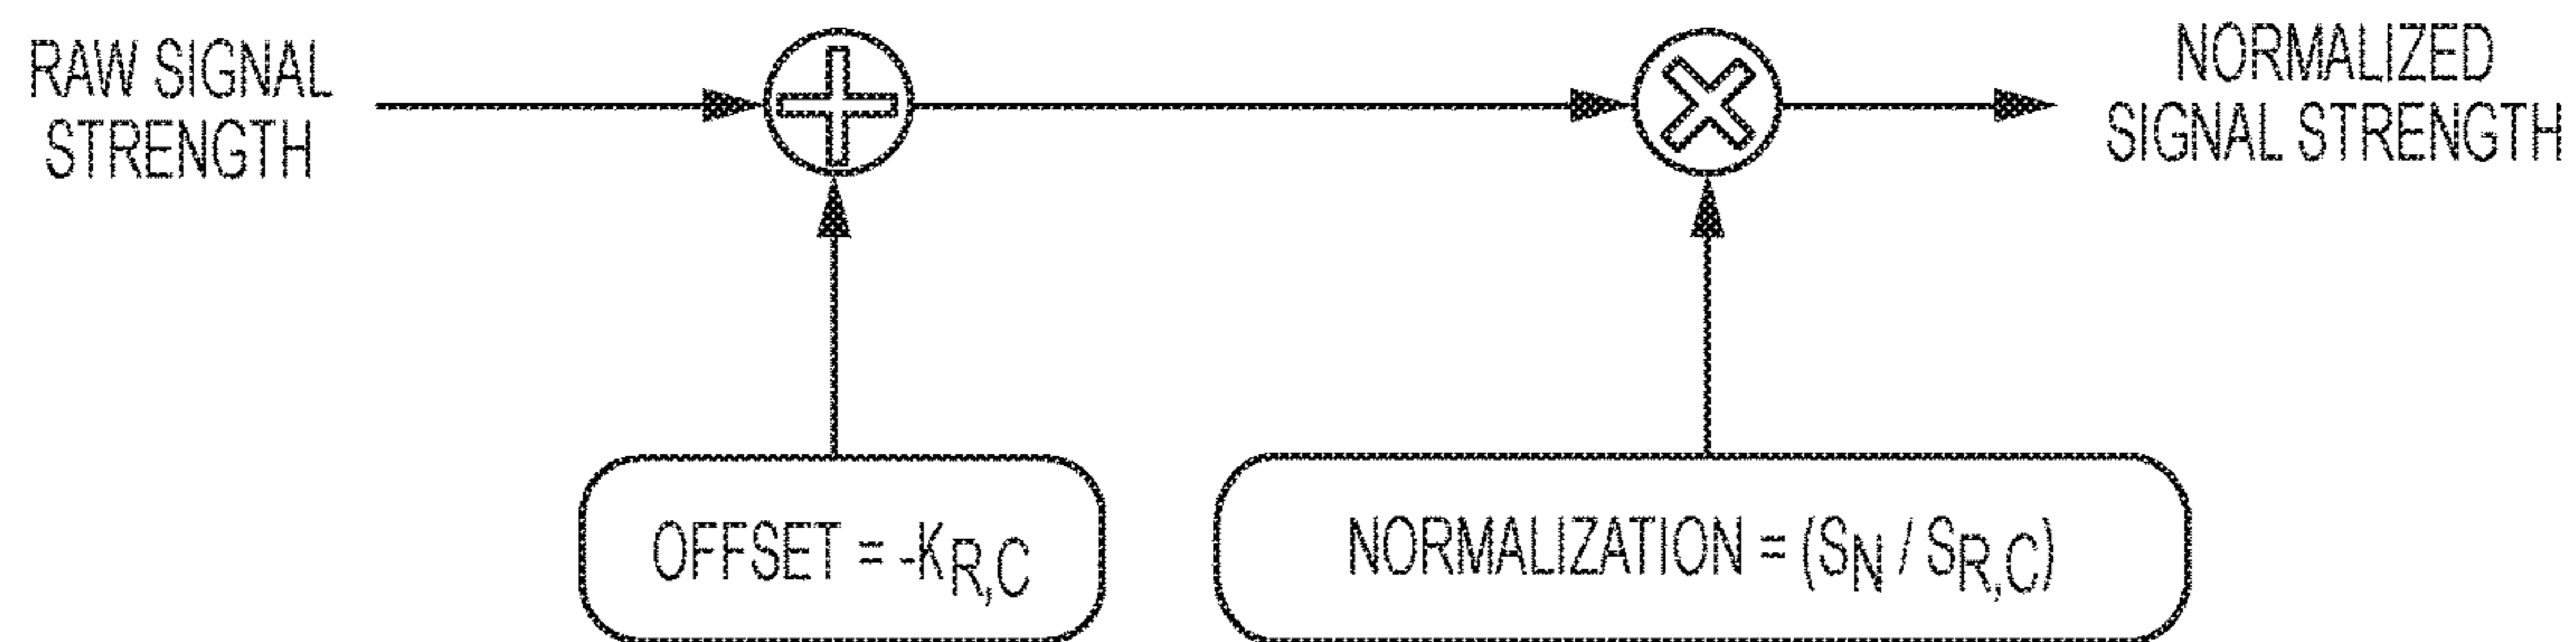 RAW SIGNAL
STRENGTH
NORMALIZED
SIGNAL STRENGTH
OFFSET = -KR,C
NORMALIZATION = (SN / SR,C)